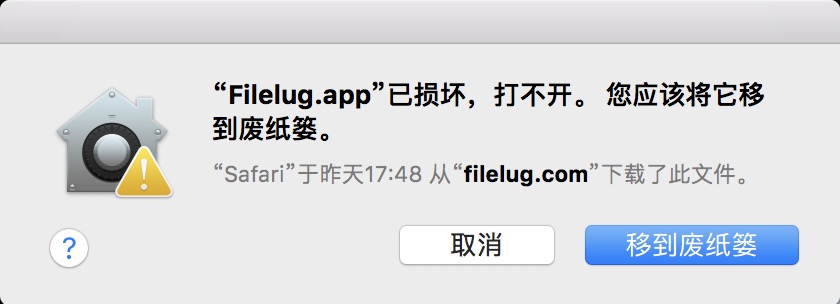 “Filelug.app”已损坏，打不开。 您应该将它移
到废纸篓。
“Safari”于昨天17:48 从“filelug.com”下载了此文件。
?
取消
移到废纸篓